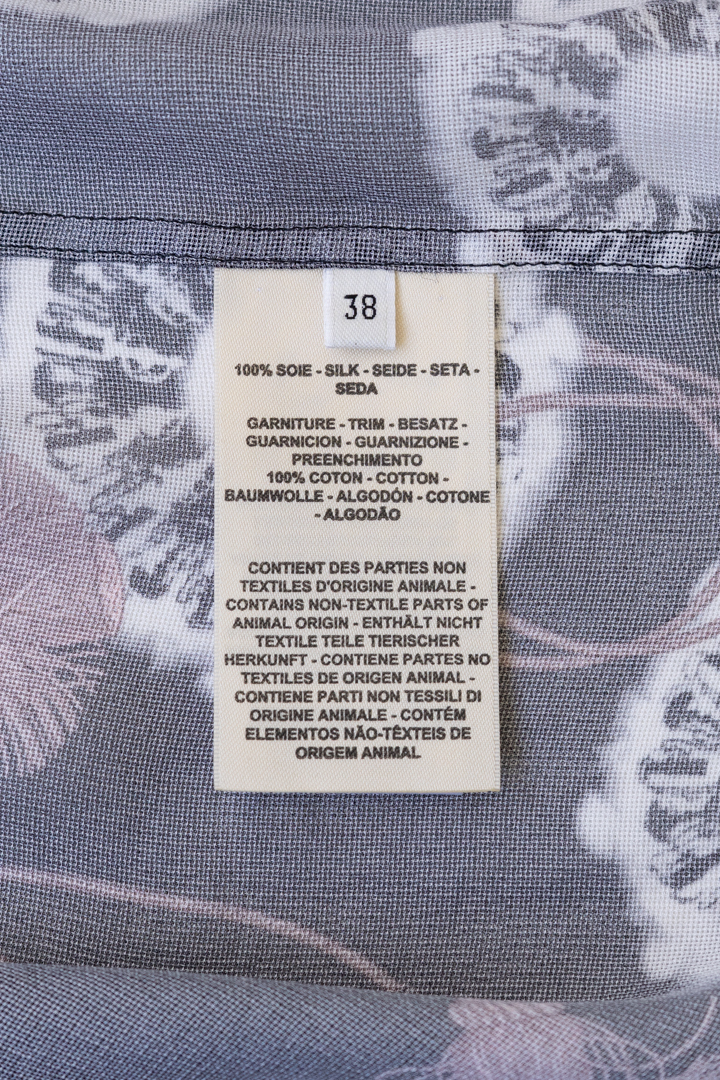 38
100% SOIE - SILK - SEIDE - SETA -
SEDA
GARNITURE - TRIM - BESATZ -
GUARNICION - GUARNIZIONE -
PREENCHIMENTO
100% COTON - COTTON -
BAUMWOLLE - ALGODÓN - COTONE
- ALGODÃO
CONTIENT DES PARTIES NON
TEXTILES D'ORIGINE ANIMALE -
CONTAINS NON-TEXTILE PARTS OF
ANIMAL ORIGIN - ENTHÄLT NICHT
TEXTILE TEILE TIERISCHER
HERKUNFT - CONTIENE PARTES NO
TEXTILES DE ORIGEN ANIMAL -
CONTIENE PARTI NON TESSILI DI
ORIGINE ANIMALE - CONTÉM
ELEMENTOS NÃO-TÊXTEIS DE
ORIGEM ANIMAL